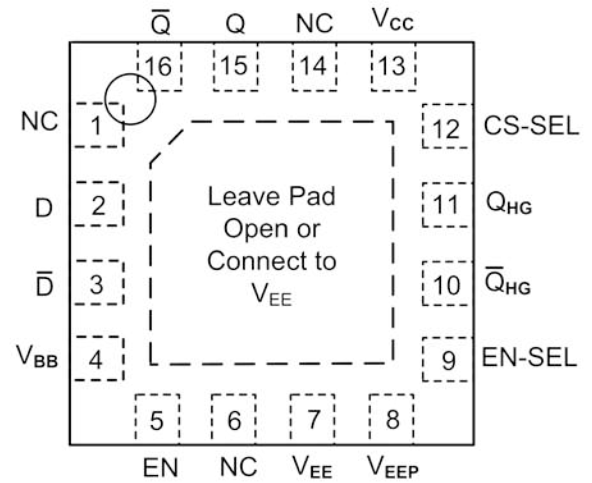 Q̅ Q NC VCC
16 15 14 13
NC 1 12 CS-SEL
D 2 11 QHG
D̅ 3 10 Q̅HG
VBB 4 9 EN-SEL
Leave Pad
Open or
Connect to
VEE
5 6 7 8
EN NC VEE VEEP